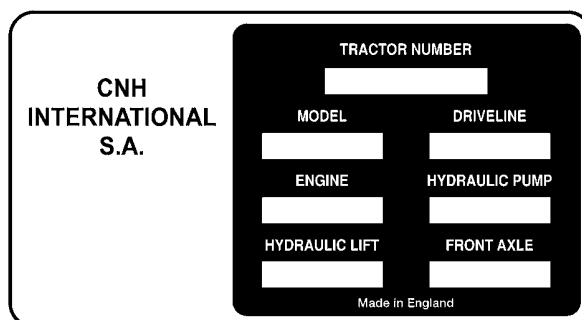 CNH
INTERNATIONAL
S.A.
TRACTOR NUMBER
MODEL DRIVELINE
ENGINE HYDRAULIC PUMP
HYDRAULIC LIFT FRONT AXLE
Made in England